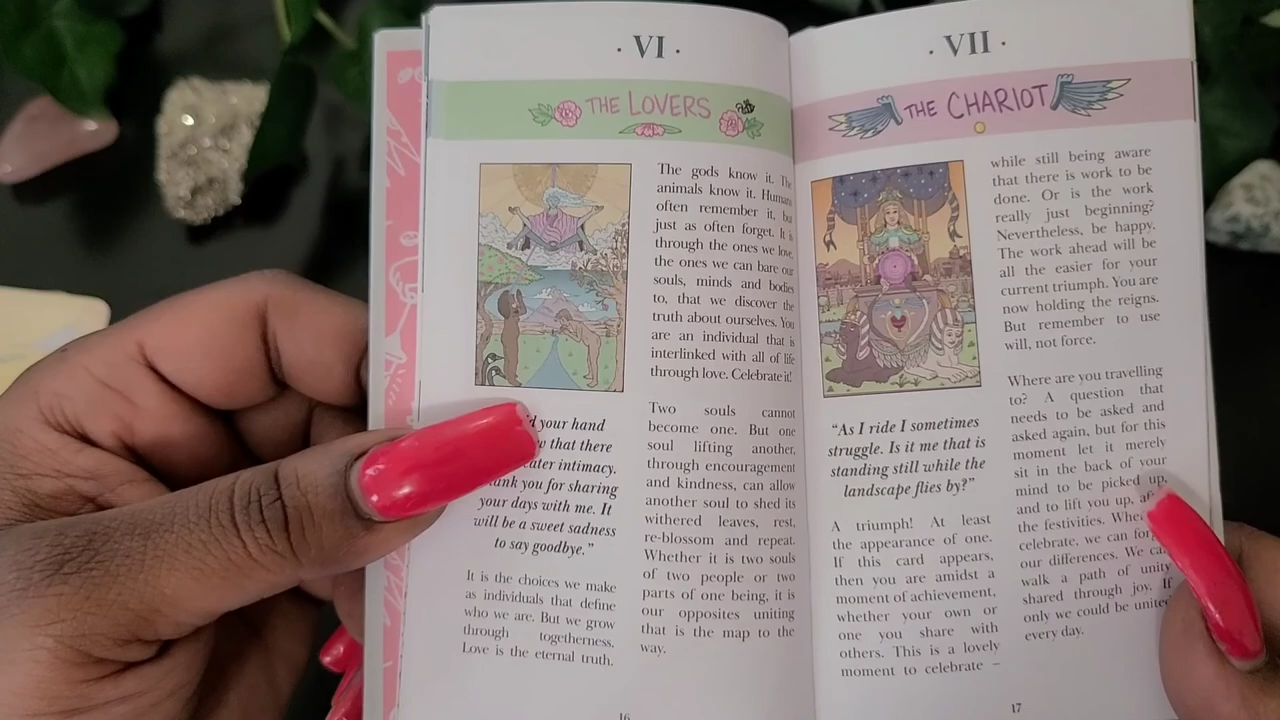 · VI ·
THE LOVERS
The gods know it. The
animals know it. Humans
often remember it, but
just as often forget. It is
through the ones we love,
the ones we can bare our
souls, minds and bodies
to, that we discover the
truth about ourselves. You
are an individual that is
interlinked with all of life
through love. Celebrate it!
your hand
that there
intimacy.
you for sharing
your days with me. It
will be a sweet sadness
to say goodbye.”
It is the choices we make
as individuals that define
who we are. But we grow
through togetherness.
Love is the eternal truth.
Two souls cannot
become one. But one
soul lifting another,
through encouragement
and kindness, can allow
another soul to shed its
withered leaves, rest,
re-blossom and repeat.
Whether it is two souls
of two people or two
parts of one being, it is
our opposites uniting
that is the map to the
way.
16
· VII ·
THE CHARIOT
“As I ride I sometimes
struggle. Is it me that is
standing still while the
landscape flies by?”
A triumph! At least
the appearance of one.
If this card appears,
then you are amidst a
moment of achievement,
whether your own or
one you share with
others. This is a lovely
moment to celebrate –
while still being aware
that there is work to be
done. Or is the work
really just beginning?
Nevertheless, be happy.
The work ahead will be
all the easier for your
current triumph. You are
now holding the reigns.
But remember to use
will, not force.
Where are you travelling
to? A question that
needs to be asked and
asked again, but for this
moment let it merely
sit in the back of your
mind to be picked up,
and to lift you up,
the festivities.
celebrate, we can
our differences. We can
walk a path of unity
shared through joy. If
only we could be united
every day.
17